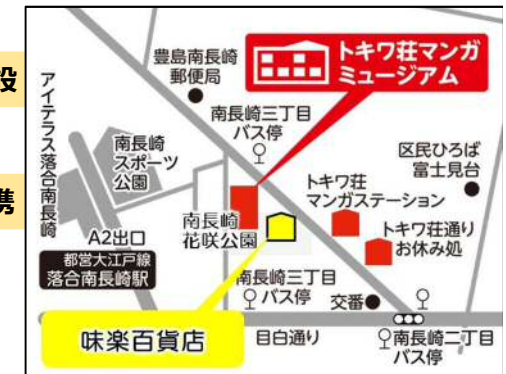 設
携
豊島南長崎
郵便局
トキワ荘マンガ
ミュージアム
アイテラス落合南長崎
南長崎三丁目
バス停
南長崎
スポーツ
公園
区民ひろば
富士見台
トキワ荘
マンガステーション
南長崎
花咲公園
トキワ荘通り
お休み処
A2出口
都営大江戸線
落合南長崎駅
南長崎三丁目
バス停
交番
味楽百貨店
目白通り
南長崎二丁目
バス停